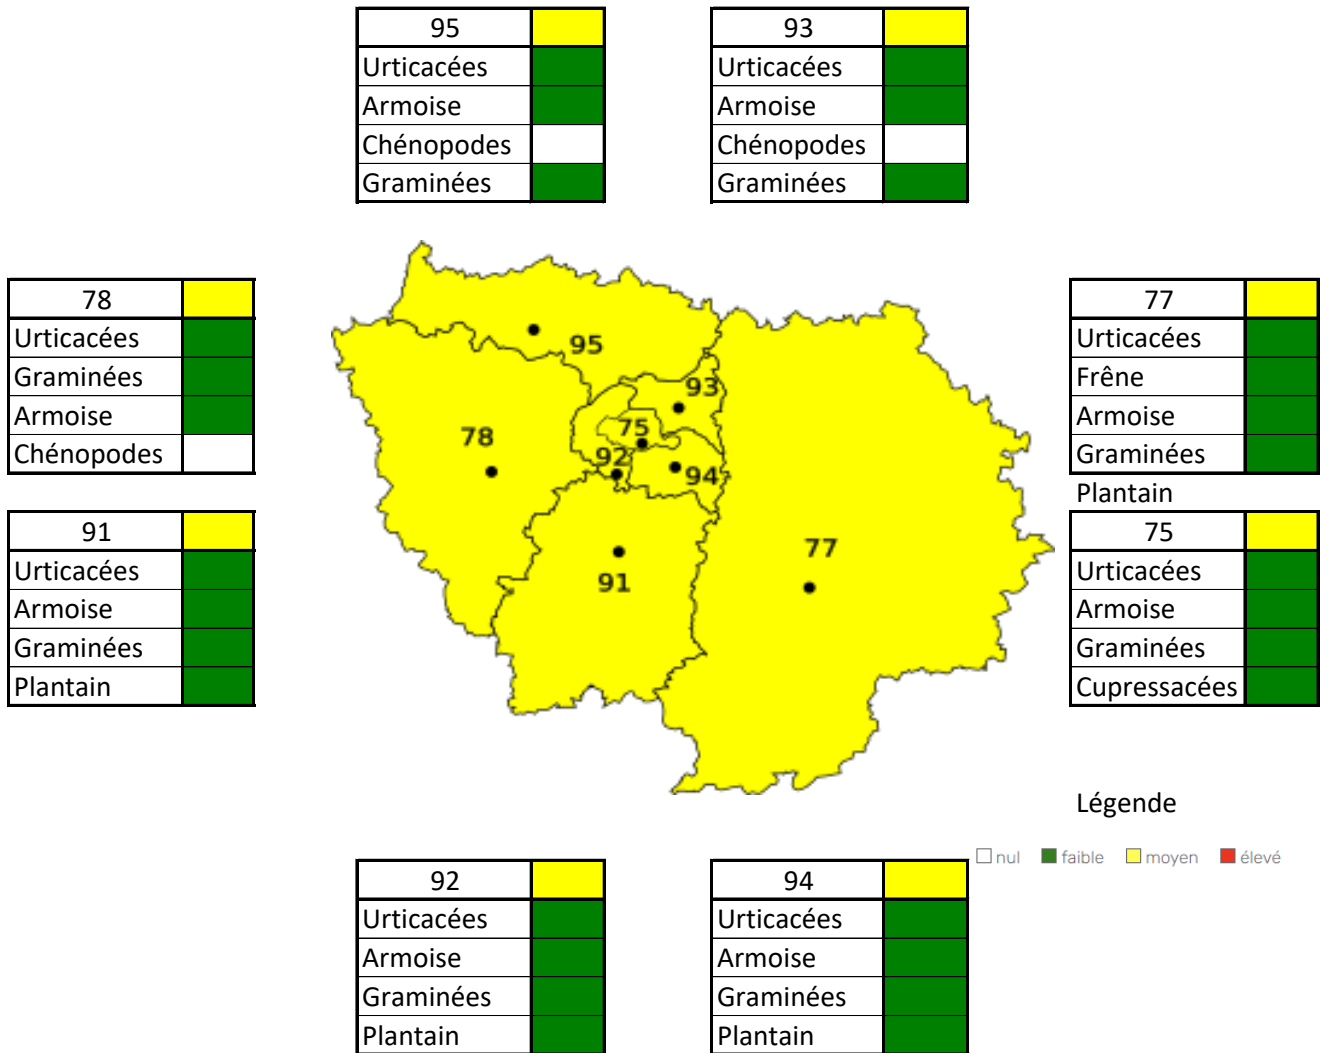 95
Urticacées
Armoise
Chénopodes
Graminées
93
Urticacées
Armoise
Chénopodes
Graminées
78
Urticacées
Graminées
Armoise
Chénopodes
77
Urticacées
Frêne
Armoise
Graminées
Plantain
91
Urticacées
Armoise
Graminées
Plantain
75
Urticacées
Armoise
Graminées
Cupressacées
95
93
75
78
92
94
77
91
Légende
nul faible moyen élevé
92
Urticacées
Armoise
Graminées
Plantain
94
Urticacées
Armoise
Graminées
Plantain